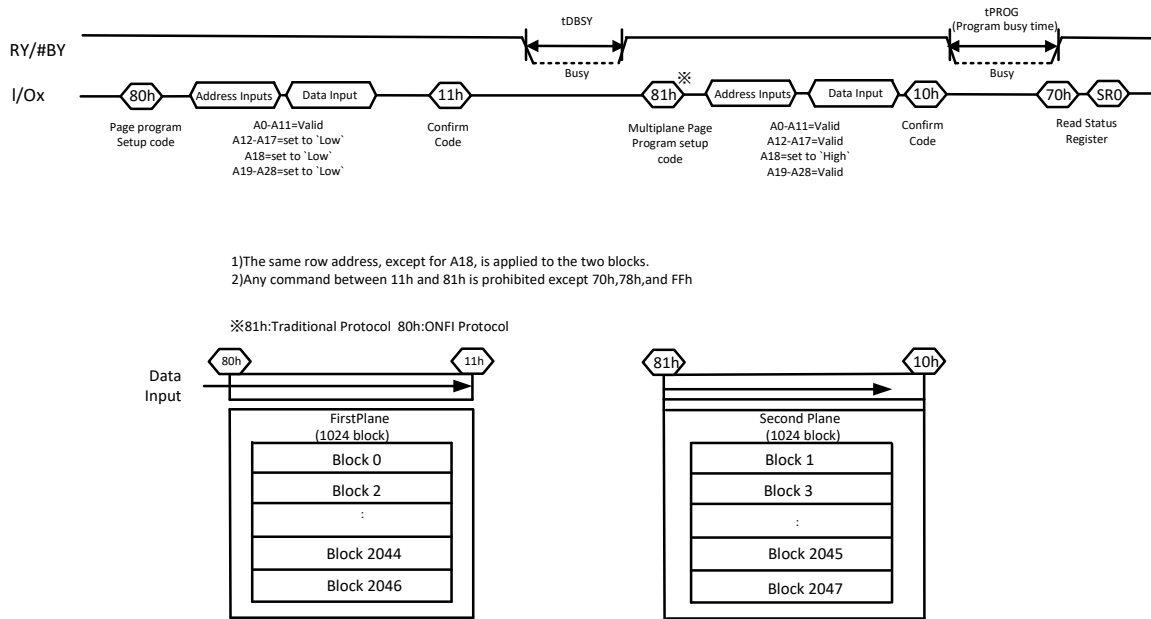 tDBSY
tPROG
(Program busy time)
RY/#BY
Busy
Busy
I/Ox
80h
Address Inputs
Data Input
11h
81h
※
Address Inputs
Data Input
10h
70h
SR0
Page program
Setup code
A0-A11=Valid
A12-A17=set to `Low`
A18=set to `Low`
A19-A28=set to `Low`
Confirm
Code
Multiplane Page
Program setup
code
A0-A11=Valid
A12-A17=Valid
A18=set to `High`
A19-A28=Valid
Confirm
Code
Read Status
Register
1)The same row address, except for A18, is applied to the two blocks.
2)Any command between 11h and 81h is prohibited except 70h,78h,and FFh
※81h:Traditional Protocol 80h:ONFI Protocol
80h
11h
81h
10h
Data
Input
FirstPlane
(1024 block)
Block 0
Block 2
:
Block 2044
Block 2046
Second Plane
(1024 block)
Block 1
Block 3
:
Block 2045
Block 2047